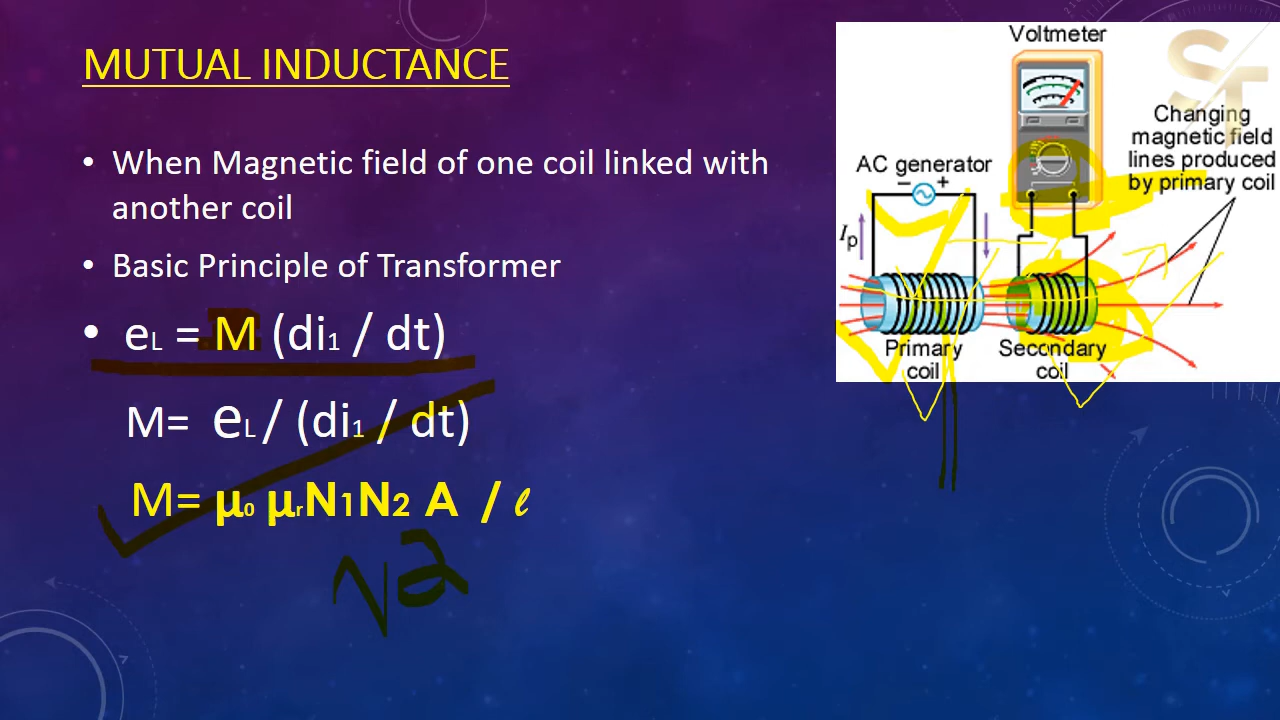 MUTUAL INDUCTANCE
• When Magnetic field of one coil linked with
another coil
• Basic Principle of Transformer
• eL = M (di₁ / dt)
M= eL / (di₁ / dt)
M= μ₀ μᵣN1N2 A / ℓ
N2
Voltmeter
ST
Changing
magnetic field
lines produced
by primary coil
AC generator
– +
Ip
Primary
coil
Secondary
coil